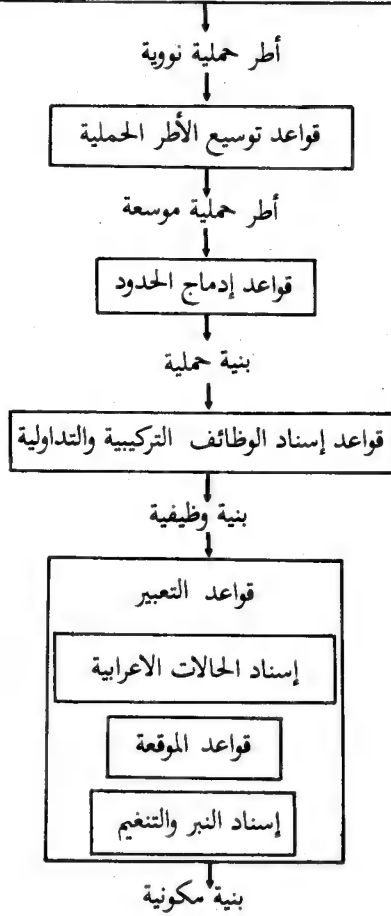 أطر حملية نووية
قواعد توسيع الأطر الحملية
أطر حملية موسعة
قواعد إدماج الحدود
بنية حملية
قواعد إسناد الوظائف التركيبية والتداولية
بنية وظيفية
قواعد التعبير
إسناد الحالات الاعرابية
قواعد الموقعة
إسناد النبر والتنغيم
بنية مكونية